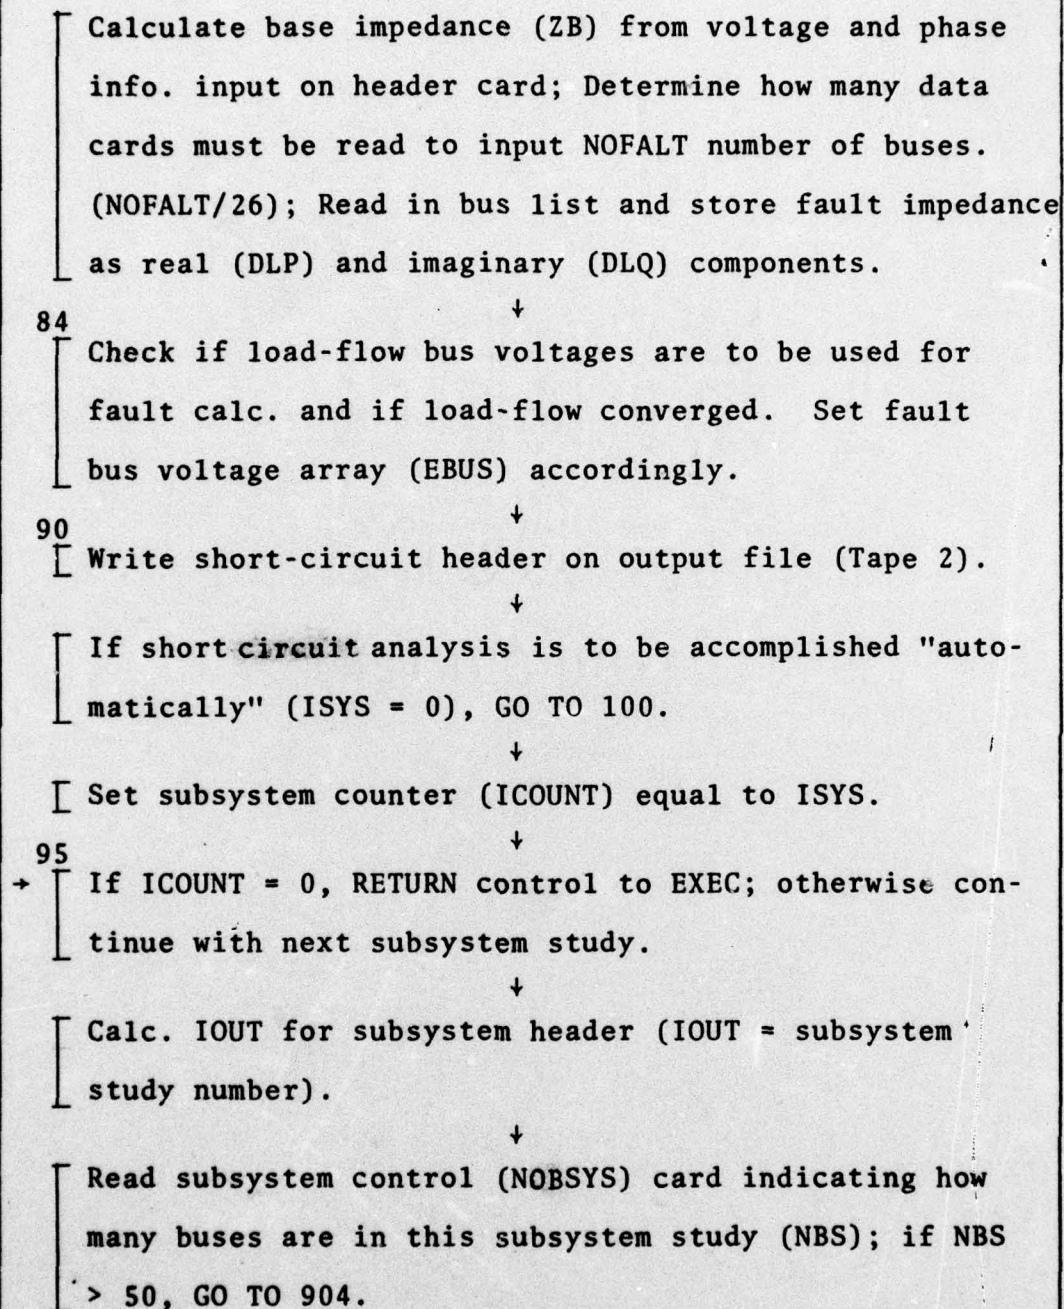 Calculate base impedance (ZB) from voltage and phase
info. input on header card; Determine how many data
cards must be read to input NOFALT number of buses.
(NOFALT/26); Read in bus list and store fault impedance
as real (DLP) and imaginary (DLQ) components.
84
Check if load-flow bus voltages are to be used for
fault calc. and if load-flow converged. Set fault
bus voltage array (EBUS) accordingly.
90
Write short-circuit header on output file (Tape 2).
If short circuit analysis is to be accomplished "auto-
matically" (ISYS = 0), GO TO 100.
Set subsystem counter (ICOUNT) equal to ISYS.
95
If ICOUNT = 0, RETURN control to EXEC; otherwise con-
tinue with next subsystem study.
Calc. IOUT for subsystem header (IOUT = subsystem
study number).
Read subsystem control (NOBSYS) card indicating how
many buses are in this subsystem study (NBS); if NBS
> 50, GO TO 904.